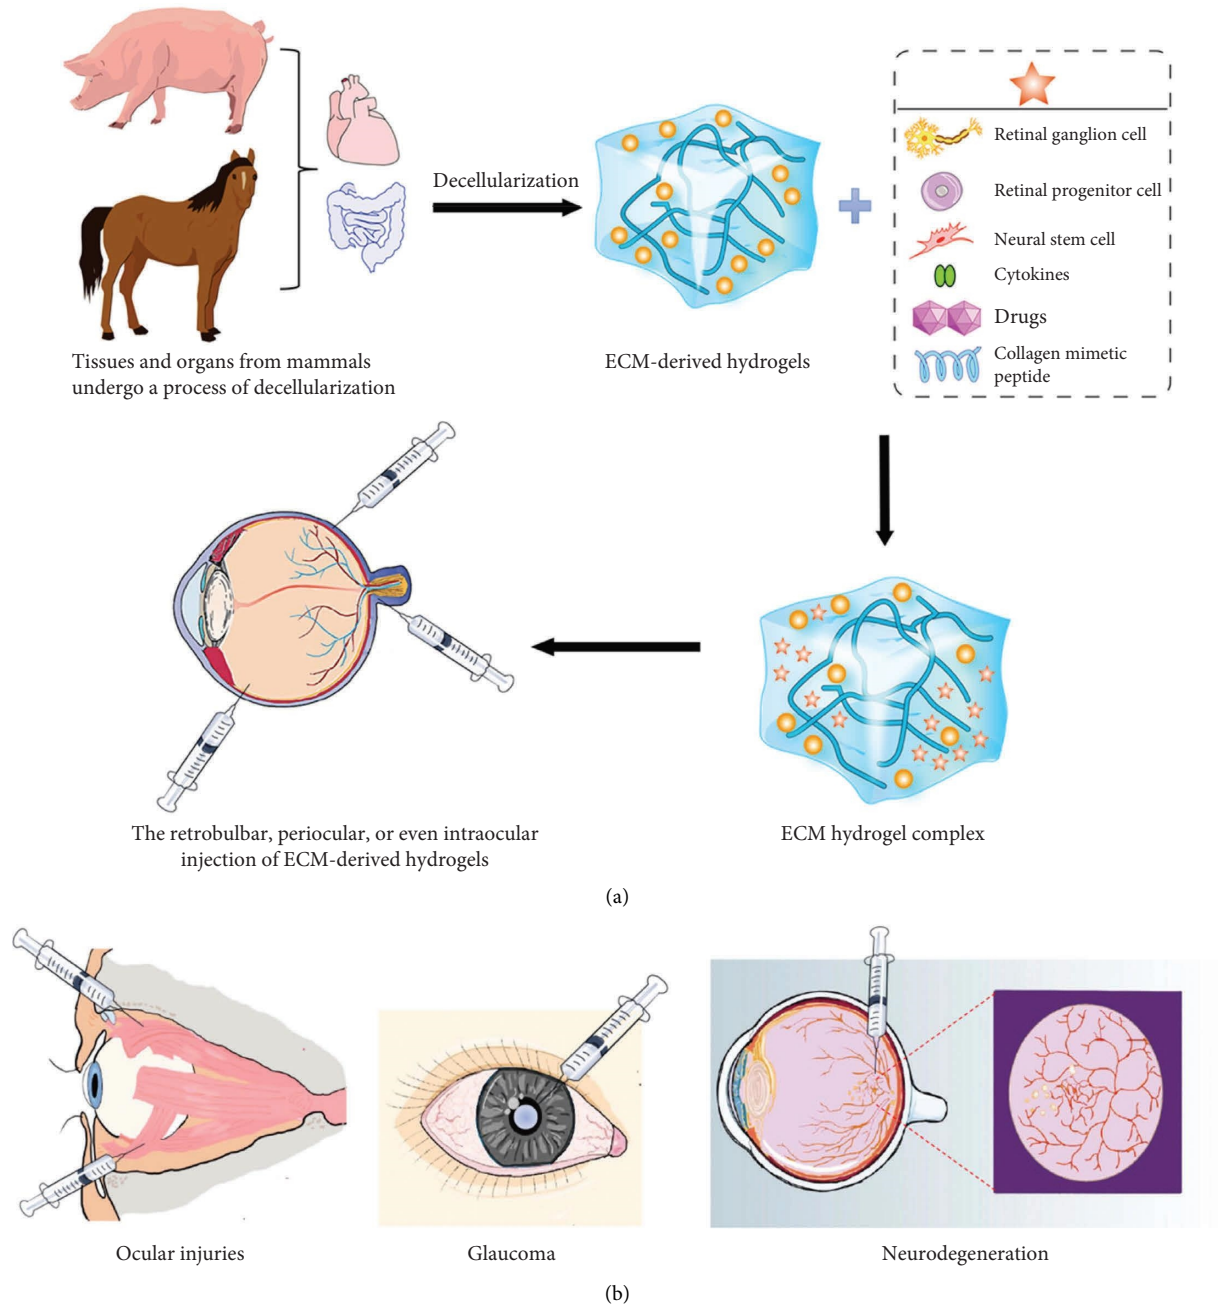 Decellularization
Tissues and organs from mammals
undergo a process of decellularization
ECM-derived hydrogels
Retinal ganglion cell
Retinal progenitor cell
Neural stem cell
Cytokines
Drugs
Collagen mimetic
peptide
The retrobulbar, periocular, or even intraocular
injection of ECM-derived hydrogels
ECM hydrogel complex
(a)
Ocular injuries
Glaucoma
Neurodegeneration
(b)